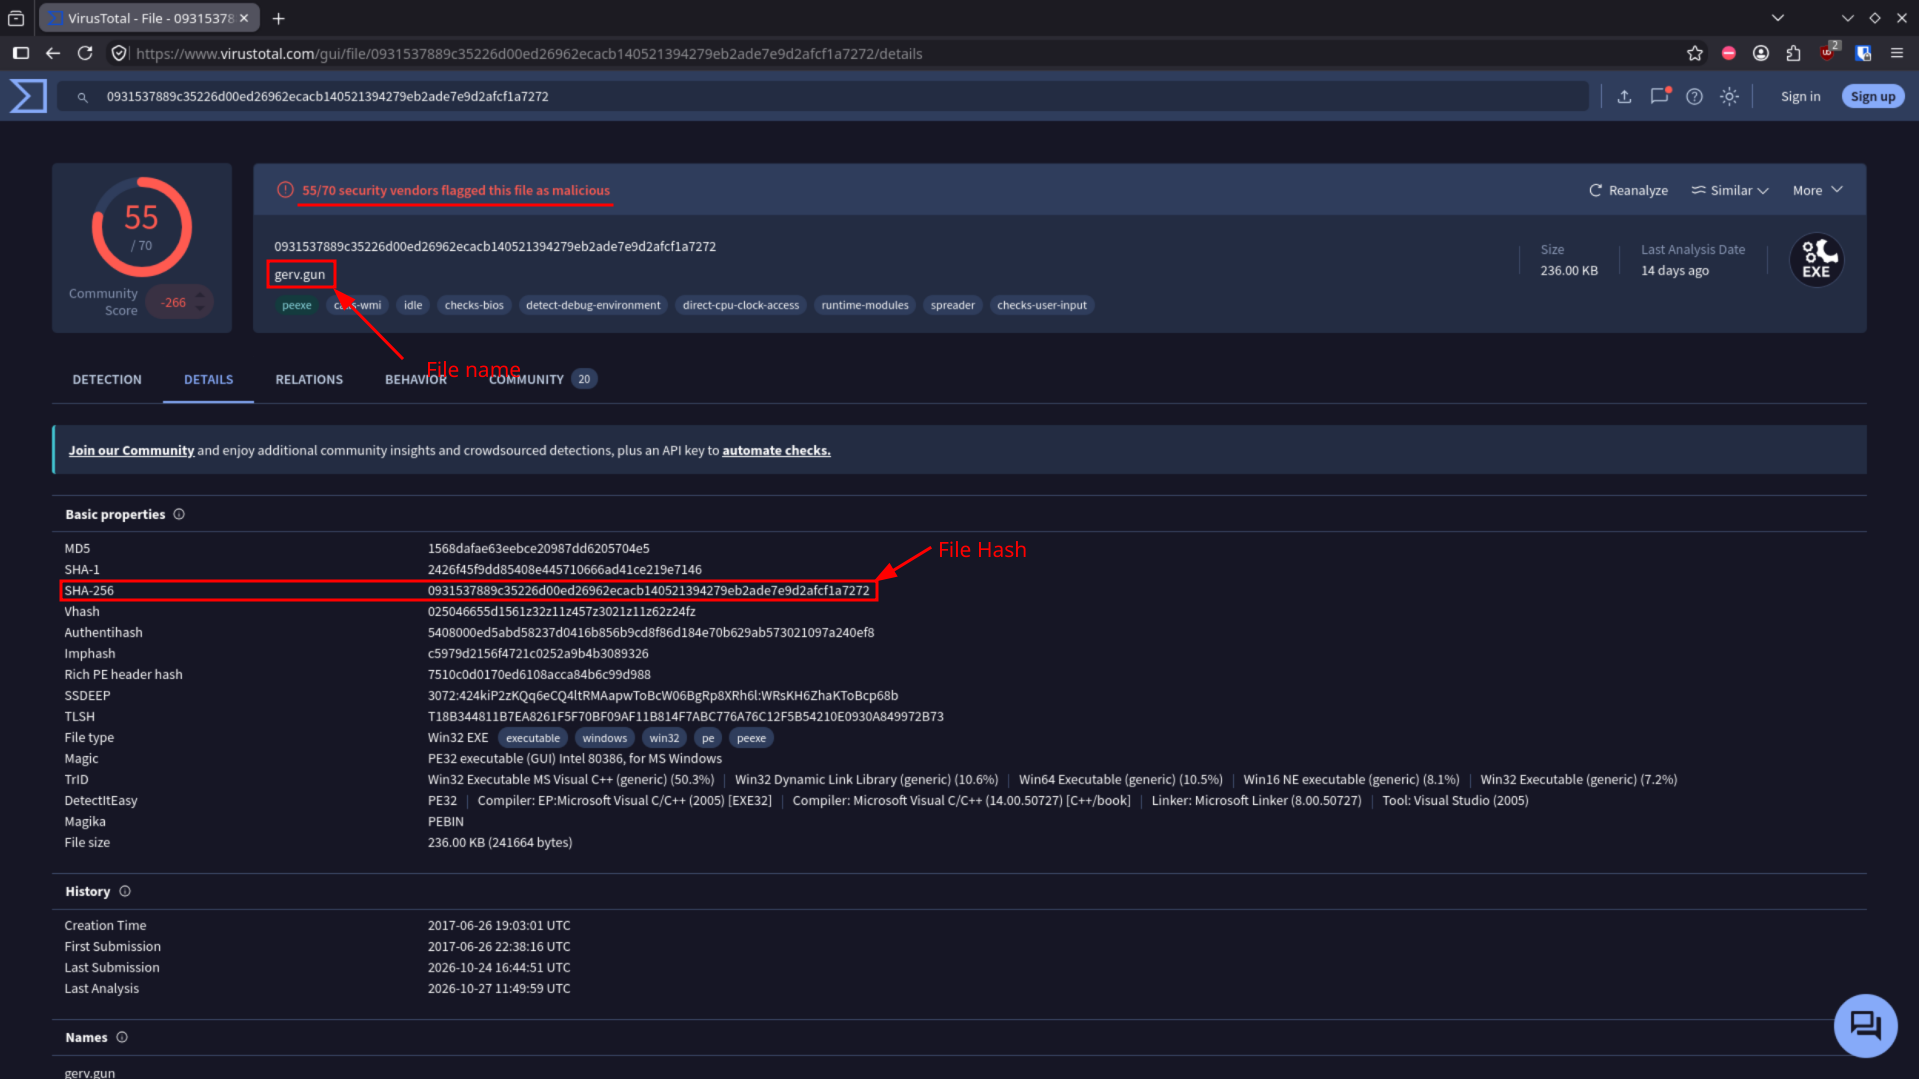 VirusTotal - File - 09315378
https://www.virustotal.com/gui/file/0931537889c35226d00ed26962ecacb140521394279eb2ade7e9d2afcf1a7272/details
2
0931537889c35226d00ed26962ecacb140521394279eb2ade7e9d2afcf1a7272
Sign in
Sign up
55
/ 70
Community
Score
-266
55/70 security vendors flagged this file as malicious
Reanalyze
Similar
More
0931537889c35226d00ed26962ecacb140521394279eb2ade7e9d2afcf1a7272
gerv.gun
Size
236.00 KB
Last Analysis Date
14 days ago
EXE
peexe
idle
checks-bios
detect-debug-environment
direct-cpu-clock-access
runtime-modules
spreader
checks-user-input
File name
DETECTION
DETAILS
RELATIONS
BEHAVIOR
COMMUNITY
20
Join our Community and enjoy additional community insights and crowdsourced detections, plus an API key to automate checks.
Basic properties
File Hash
MD5 1568dafae63eebce20987dd6205704e5
SHA-1 2426f45f9dd85408e445710666ad41ce219e7146
SHA-256 0931537889c35226d00ed26962ecacb140521394279eb2ade7e9d2afcf1a7272
Vhash 025046655d1561z32z11z457z3021z11z62z24fz
Authentihash 5408000ed5abd58237d0416b856b9cd8f86d184e70b629ab573021097a240ef8
Imphash c5979d2156f4721c0252a9b4b3089326
Rich PE header hash 7510c0d0170ed6108acca84b6c99d988
SSDEEP 3072:424kiP2zKQq6eCQ4ltRMAapwToBcW06BgRp8XRh6l:WRsKH6ZhaKToBcp68b
TLSH T18B344811B7EA8261F5F70BF09AF11B814F7ABC776A76C12F5B54210E0930A849972B73
File type Win32 EXE executable windows win32 pe peexe
Magic PE32 executable (GUI) Intel 80386, for MS Windows
TrID Win32 Executable MS Visual C++ (generic) (50.3%) | Win32 Dynamic Link Library (generic) (10.6%) | Win64 Executable (generic) (10.5%) | Win16 NE executable (generic) (8.1%) | Win32 Executable (generic) (7.2%)
DetectItEasy PE32 | Compiler: EP:Microsoft Visual C/C++ (2005) [EXE32] | Compiler: Microsoft Visual C/C++ (14.00.50727) [C++/book] | Linker: Microsoft Linker (8.00.50727) | Tool: Visual Studio (2005)
Magika PEBIN
File size 236.00 KB (241664 bytes)
History
Creation Time 2017-06-26 19:03:01 UTC
First Submission 2017-06-26 22:38:16 UTC
Last Submission 2026-10-24 16:44:51 UTC
Last Analysis 2026-10-27 11:49:59 UTC
Names
gerv.gun